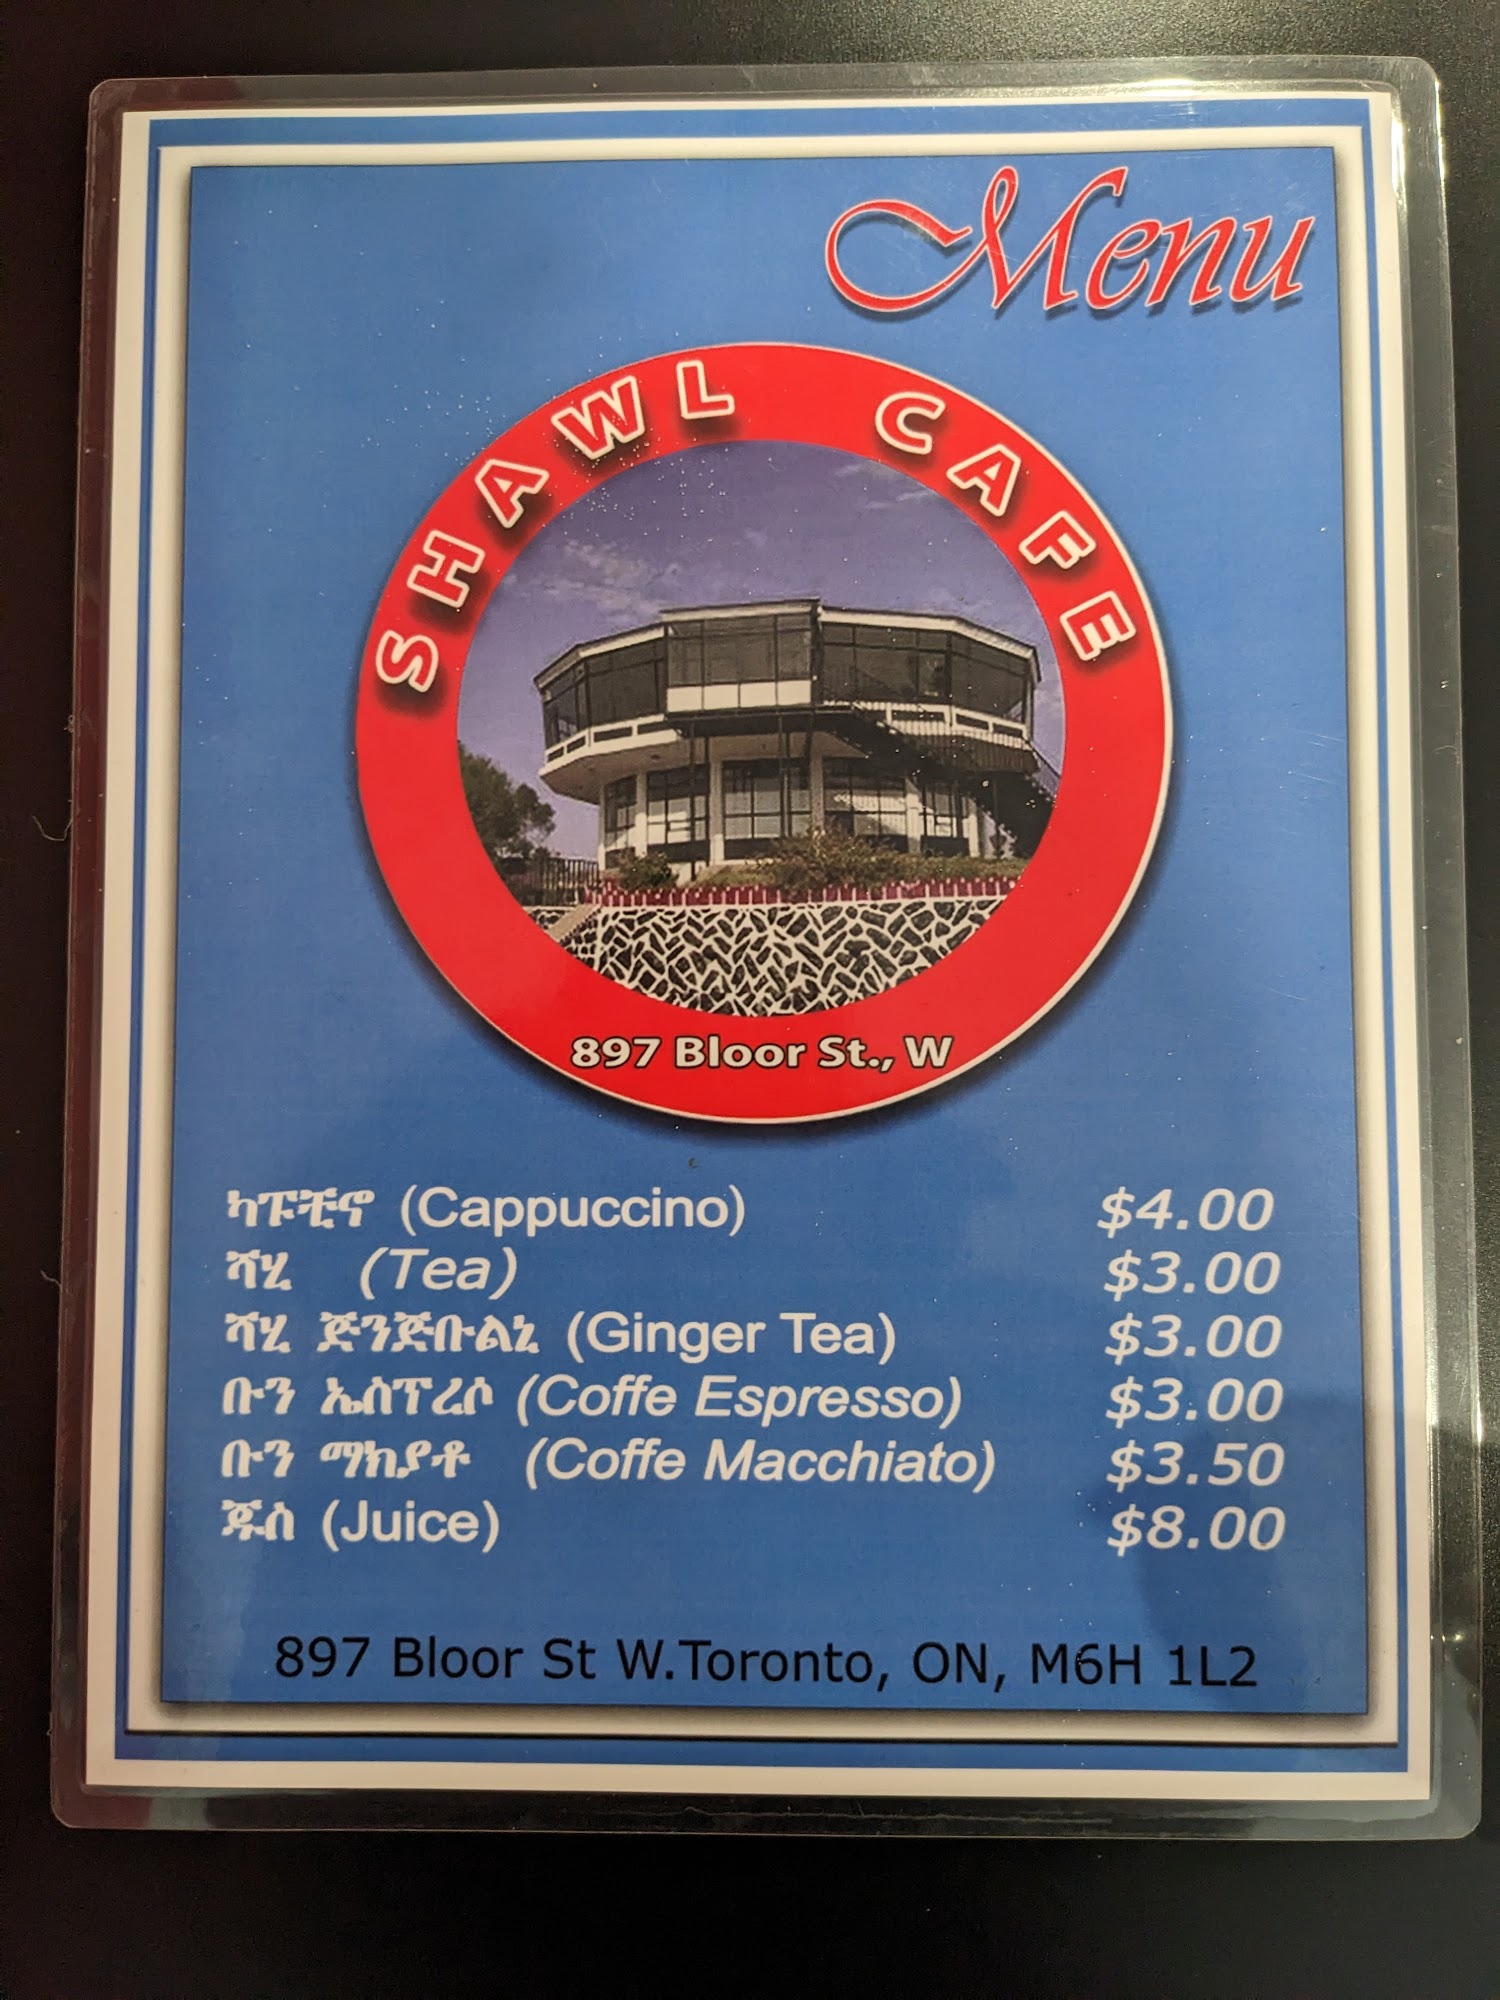 Menu
SHAWL CAFE
897 Bloor St., W
ካፑቺኖ (Cappuccino) $4.00
ሻሂ (Tea) $3.00
ሻሂ ጅንጅቡልኒ (Ginger Tea) $3.00
ቡን ኤስፕረሶ (Coffe Espresso) $3.00
ቡን ማክያቶ (Coffe Macchiato) $3.50
ጁስ (Juice) $8.00
897 Bloor St W.Toronto, ON, M6H 1L2